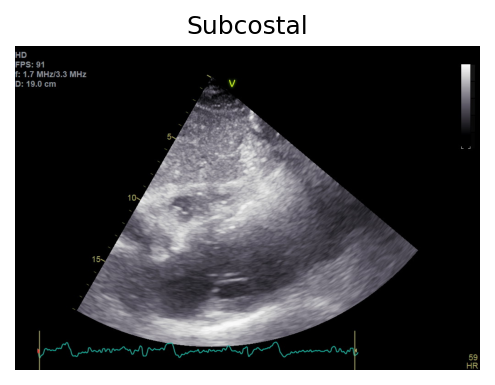 Subcostal
HD
FPS: 91
f: 1.7 MHz/3.3 MHz
D: 19.0 cm
V
5
10
15
59
HR